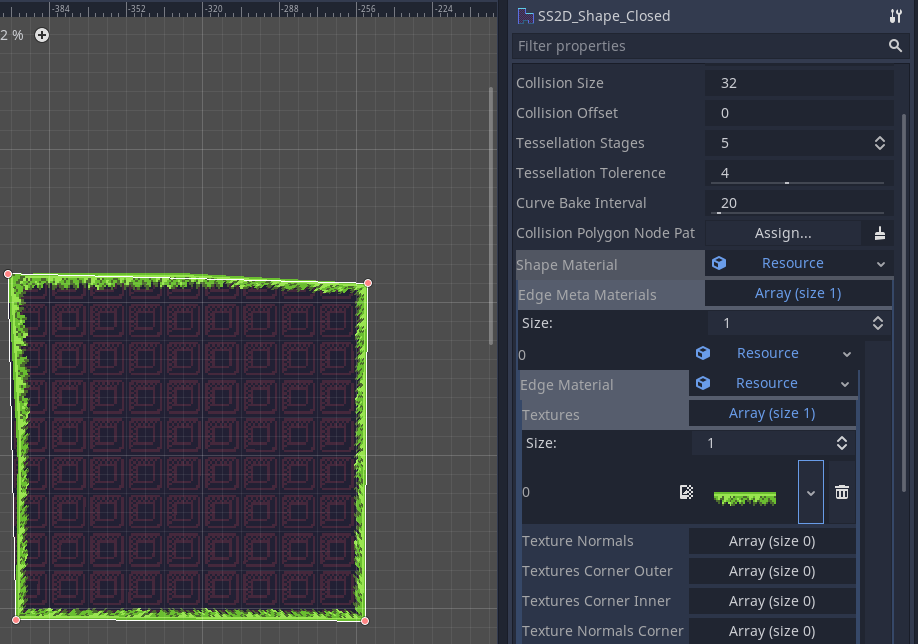 -384 -352 -320 -288 -256 -224
2 %
SS2D_Shape_Closed
Filter properties
Collision Size 32
Collision Offset 0
Tessellation Stages 5
Tessellation Tolerence 4
Curve Bake Interval 20
Collision Polygon Node Pat Assign...
Shape Material Resource
Edge Meta Materials Array (size 1)
Size: 1
0 Resource
Edge Material Resource
Textures Array (size 1)
Size: 1
0
Texture Normals Array (size 0)
Textures Corner Outer Array (size 0)
Textures Corner Inner Array (size 0)
Texture Normals Corner Array (size 0)